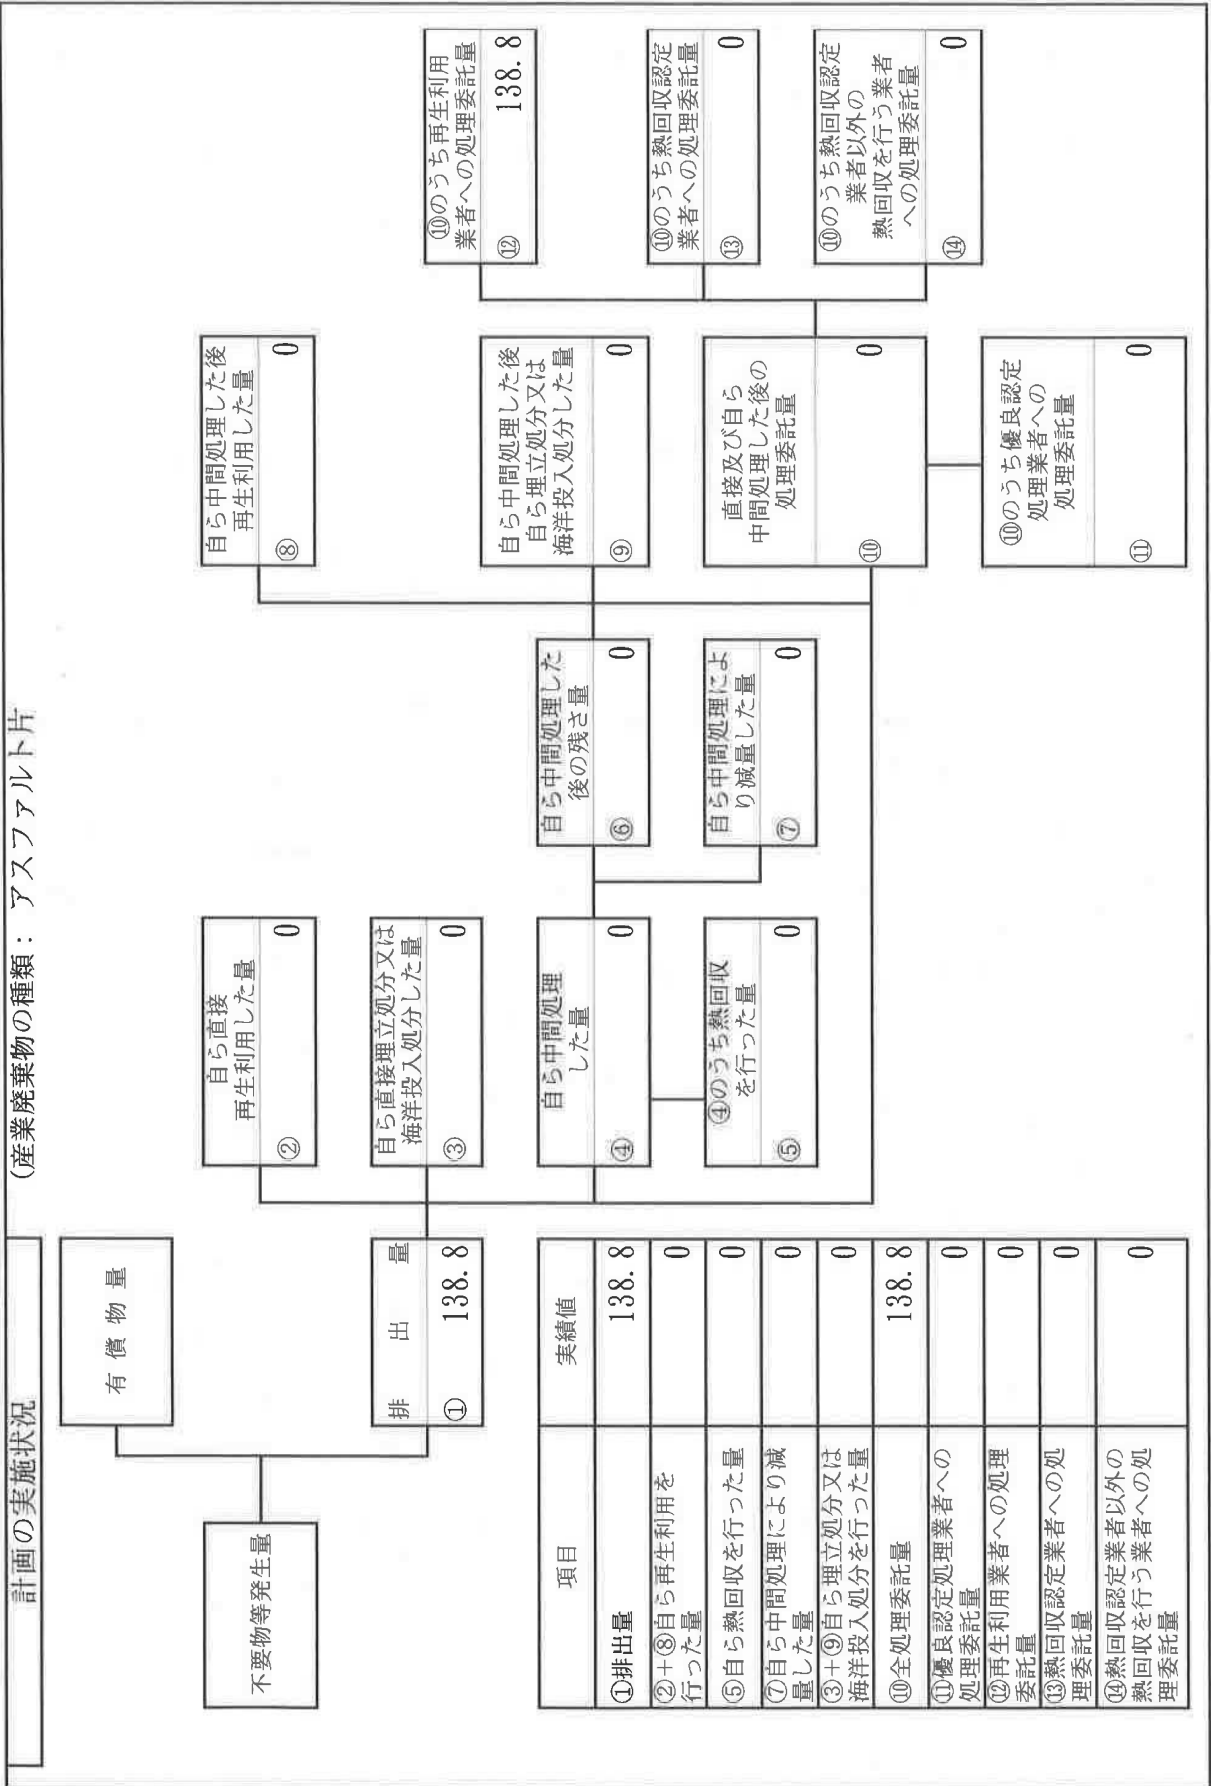 計画の実施状況
(産業廃棄物の種類： アスファルト片
不要物等発生量
有 償 物 量
排 出 量
① 138.8
自ら直接
再生利用した量
② 0
自ら直接埋立処分又は
海洋投入処分した量
③ 0
自ら中間処理
した量
④ 0
④のうち熱回収
を行った量
⑤ 0
自ら中間処理した
後の残さ量
⑥ 0
自ら中間処理によ
り減量した量
⑦ 0
自ら中間処理した後
再生利用した量
⑧ 0
自ら中間処理した後
自ら埋立処分又は
海洋投入処分した量
⑨ 0
直接及び自ら
中間処理した後の
処理委託量
⑩ 0
⑩のうち優良認定
処理業者への
処理委託量
⑪ 0
⑩のうち再生利用
業者への処理委託量
⑫ 138.8
⑩のうち熱回収認定
業者への処理委託量
⑬ 0
⑩のうち熱回収認定
業者以外の
熱回収を行う業者
への処理委託量
⑭ 0
項目 実績値
①排出量 138.8
②+⑧自ら再生利用を
行った量 0
⑤自ら熱回収を行った量 0
⑦自ら中間処理により減
量した量 0
③+⑨自ら埋立処分又は
海洋投入処分を行った量 0
⑩全処理委託量 138.8
⑪優良認定処理業者への
処理委託量 0
⑫再生利用業者への処理
委託量 0
⑬熱回収認定業者への処
理委託量 0
⑭熱回収認定業者以外の
熱回収を行う業者への処
理委託量 0